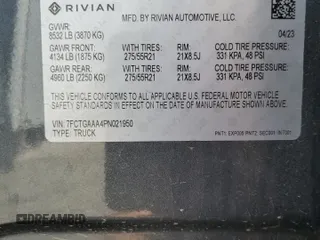 RIVIAN
MFD. BY RIVIAN AUTOMOTIVE, LLC.
GVWR:
8532 LB (3870 KG)
04/23
GAWR FRONT: WITH TIRES: RIM: COLD TIRE PRESSURE:
4134 LB (1875 KG) 275/55R21 21X8.5J 331 KPA, 48 PSI
GAWR REAR: WITH TIRES: RIM: COLD TIRE PRESSURE:
4960 LB (2250 KG) 275/55R21 21X8.5J 331 KPA, 48 PSI
THIS VEHICLE CONFORMS TO ALL APPLICABLE U.S. FEDERAL MOTOR VEHICLE
SAFETY
STANDARDS IN EFFECT ON THE DATE OF MANUFACTURE SHOWN ABOVE.
VIN: 7FCTGAAA4PN021950
TYPE: TRUCK
DREAMBID